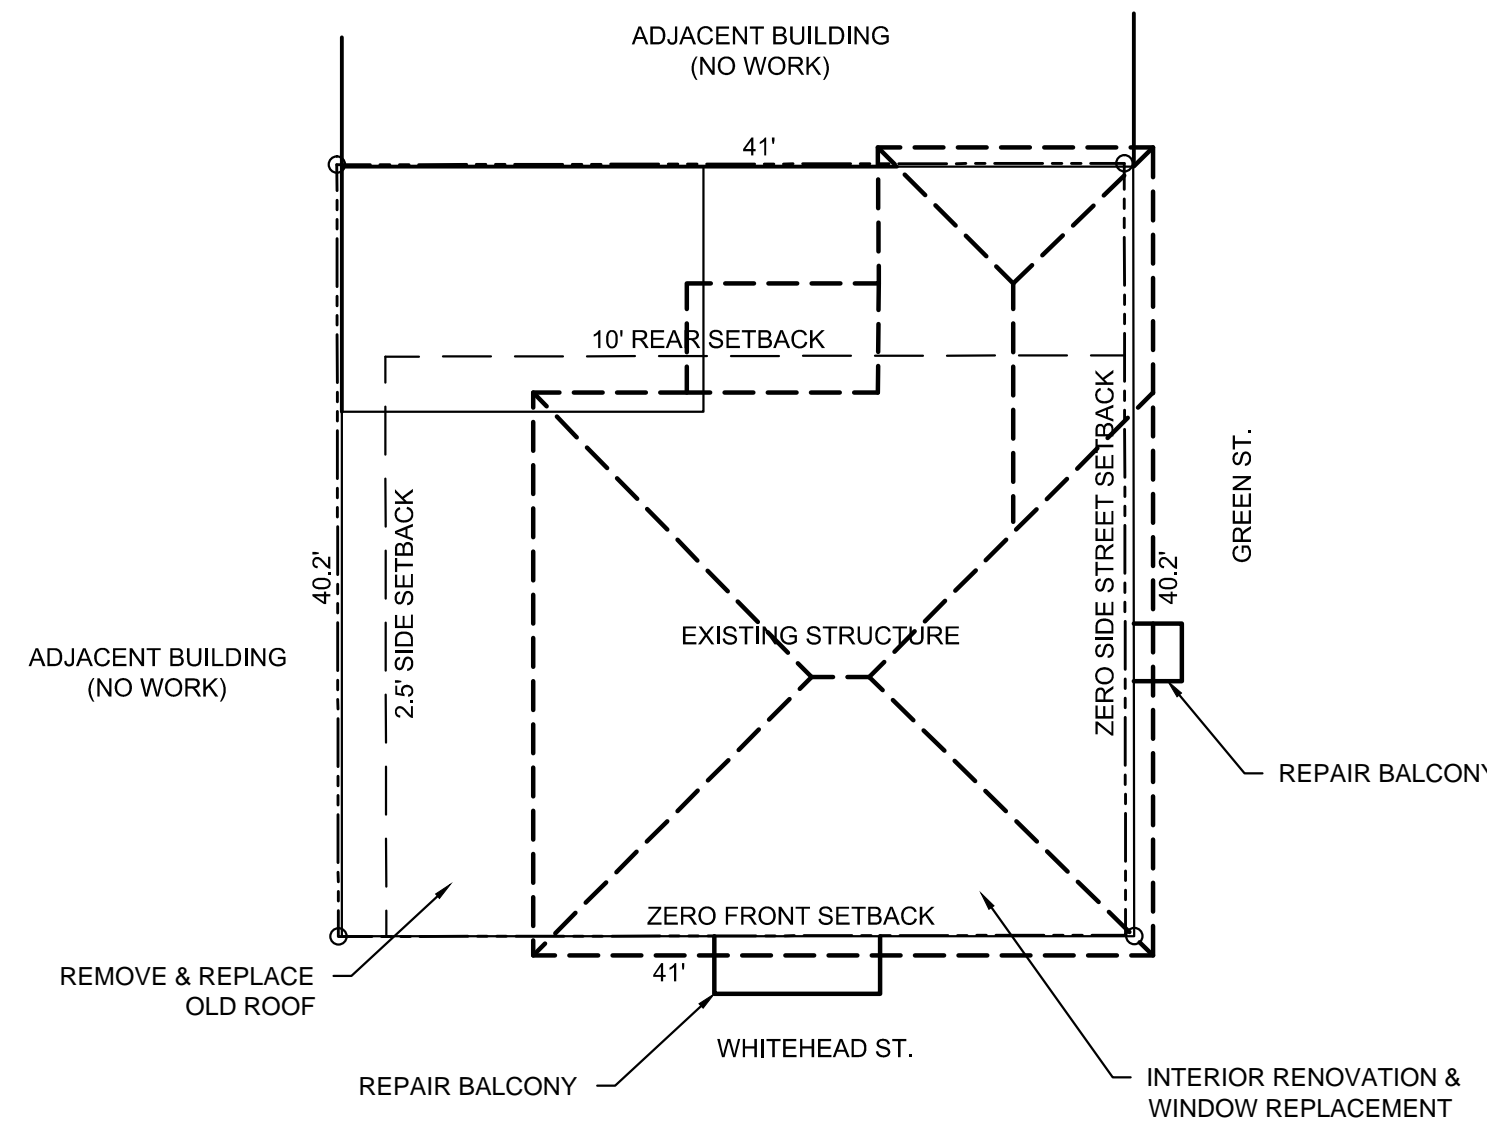 ADJACENT BUILDING
(NO WORK)
41'
10' REAR SETBACK
ZERO SIDE STREET SETBACK
GREEN ST.
2.5' SIDE SETBACK
40.2'
40.2'
EXISTING STRUCTURE
ADJACENT BUILDING
(NO WORK)
REPAIR BALCONY
ZERO FRONT SETBACK
41'
REMOVE & REPLACE
OLD ROOF
WHITEHEAD ST.
REPAIR BALCONY
INTERIOR RENOVATION &
WINDOW REPLACEMENT